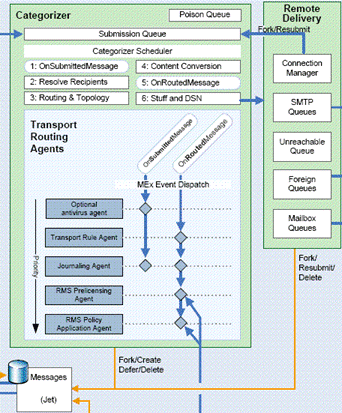 Categorizer
Poison Queue
Submission Queue
Categorizer Scheduler
1: OnSubmittedMessage
4: Content Conversion
2: Resolve Recipients
5: OnRoutedMessage
3: Routing & Topology
6: Stuff and DSN
Transport
Routing
Agents
OnSubmittedMessage
OnRoutedMessage
MEx Event Dispatch
Optional
antivirus agent
Transport Rule Agent
Journaling Agent
RMS Prelicensing
Agent
RMS Policy
Application Agent
Priority
Fork/Resubmit
Remote
Delivery
Connection
Manager
SMTP
Queues
Unreachable
Queue
Foreign
Queues
Mailbox
Queues
Fork/
Resubmit/
Delete
Fork/Create
Defer/Delete
Messages
(Jet)